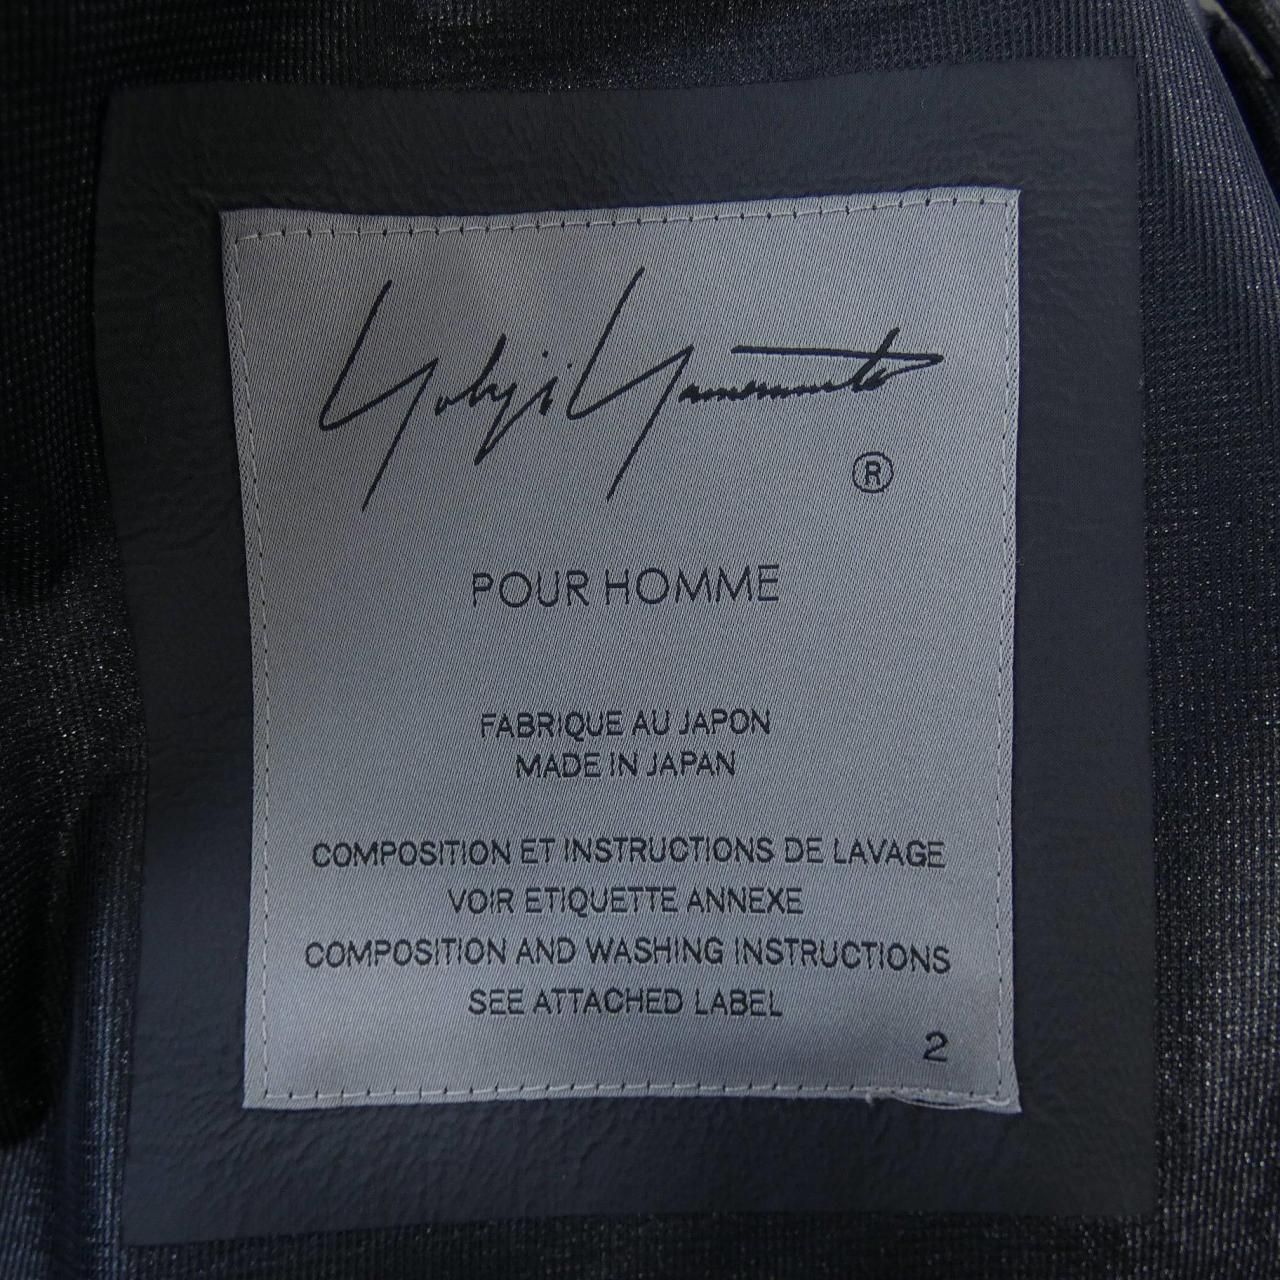 Yohji Yamamoto
®
POUR HOMME
FABRIQUE AU JAPON
MADE IN JAPAN
COMPOSITION ET INSTRUCTIONS DE LAVAGE
VOIR ETIQUETTE ANNEXE
COMPOSITION AND WASHING INSTRUCTIONS
SEE ATTACHED LABEL
2